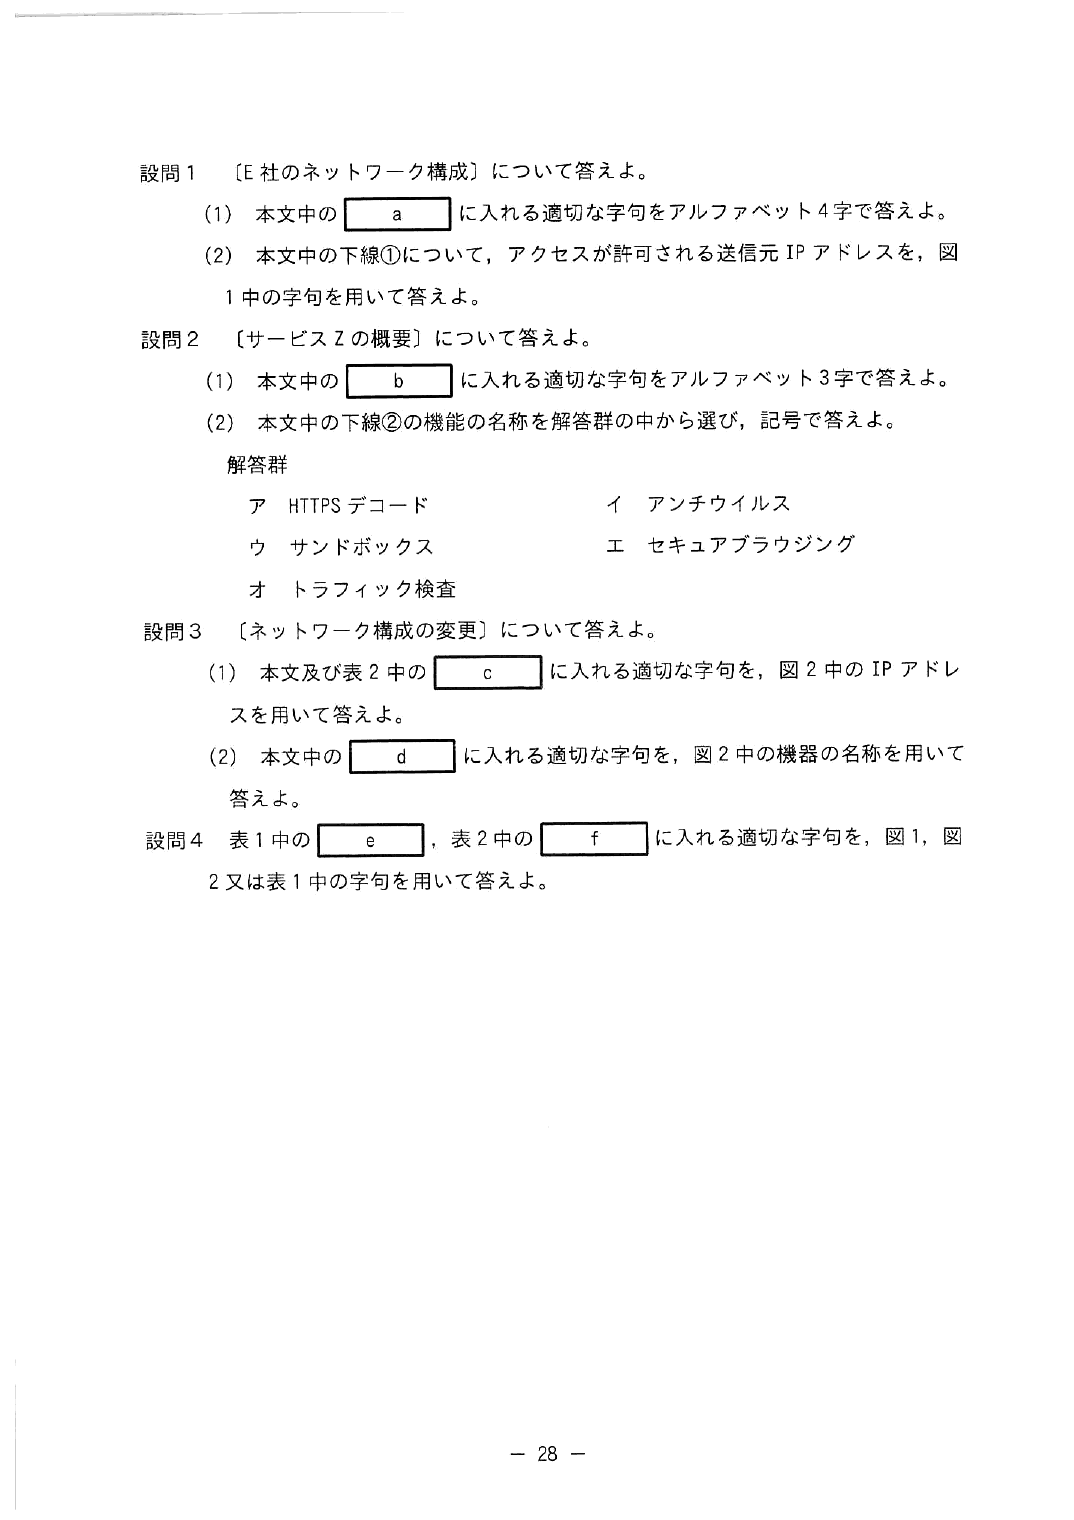 設問1 〔E 社のネットワーク構成〕について答えよ。
(1) 本文中の a に入れる適切な字句をアルファベット4字で答えよ。
(2) 本文中の下線①について，アクセスが許可される送信元 IP アドレスを，図
1 中の字句を用いて答えよ。
設問2 〔サービス Z の概要〕について答えよ。
(1) 本文中の b に入れる適切な字句をアルファベット3字で答えよ。
(2) 本文中の下線②の機能の名称を解答群の中から選び，記号で答えよ。
解答群
ア HTTPS デコード イ アンチウイルス
ウ サンドボックス エ セキュアブラウジング
オ トラフィック検査
設問3 〔ネットワーク構成の変更〕について答えよ。
(1) 本文及び表 2 中の c に入れる適切な字句を，図 2 中の IP アドレ
スを用いて答えよ。
(2) 本文中の d に入れる適切な字句を，図 2 中の機器の名称を用いて
答えよ。
設問4 表 1 中の e ，表 2 中の f に入れる適切な字句を，図 1，図
2 又は表 1 中の字句を用いて答えよ。
－ 28 －